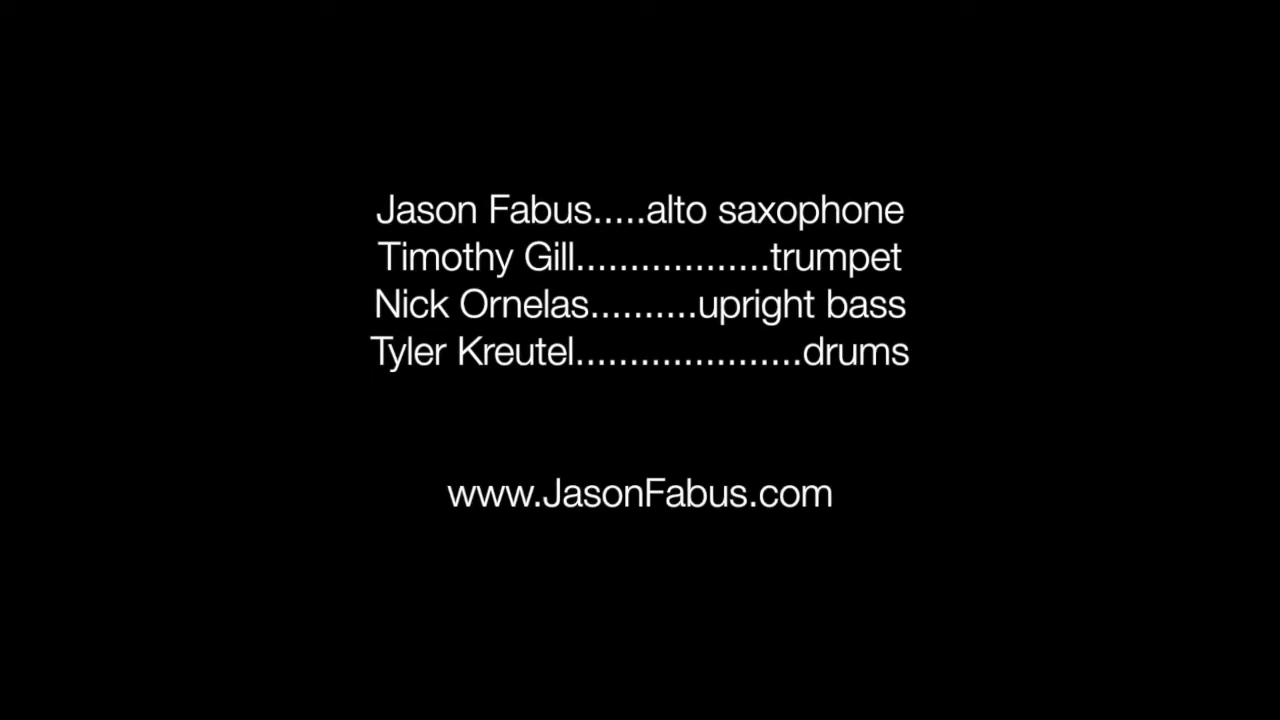 Jason Fabus.....alto saxophone
Timothy Gill..................trumpet
Nick Ornelas..........upright bass
Tyler Kreutel.....................drums
www.JasonFabus.com